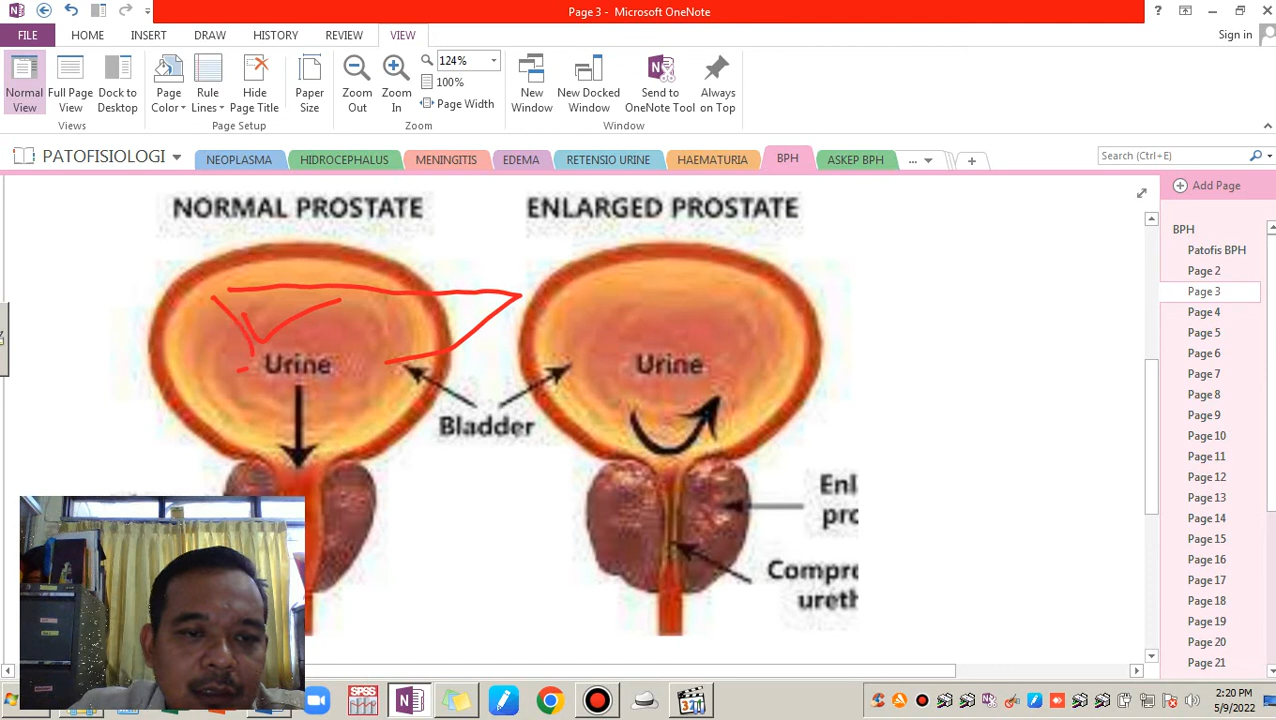 Page 3 - Microsoft OneNote
FILE HOME INSERT DRAW HISTORY REVIEW VIEW Sign in
124%
100%
Page Width
Normal View Full Page View Dock to Desktop Page Color Rule Lines Hide Page Title Paper Size Zoom Out Zoom In New Window New Docked Window Send to OneNote Tool Always on Top
Views Page Setup Zoom Window
PATOFISIOLOGI NEOPLASMA HIDROCEPHALUS MENINGITIS EDEMA RETENSIO URINE HAEMATURIA BPH ASKEP BPH ... Search (Ctrl+E)
Add Page
NORMAL PROSTATE ENLARGED PROSTATE
Urine Urine
Bladder
Enl
pro
Compre
ureth
BPH
Patofis BPH
Page 2
Page 3
Page 4
Page 5
Page 6
Page 7
Page 8
Page 9
Page 10
Page 11
Page 12
Page 13
Page 14
Page 15
Page 16
Page 17
Page 18
Page 19
Page 20
Page 21
SPSS
321
2:20 PM
5/9/2022